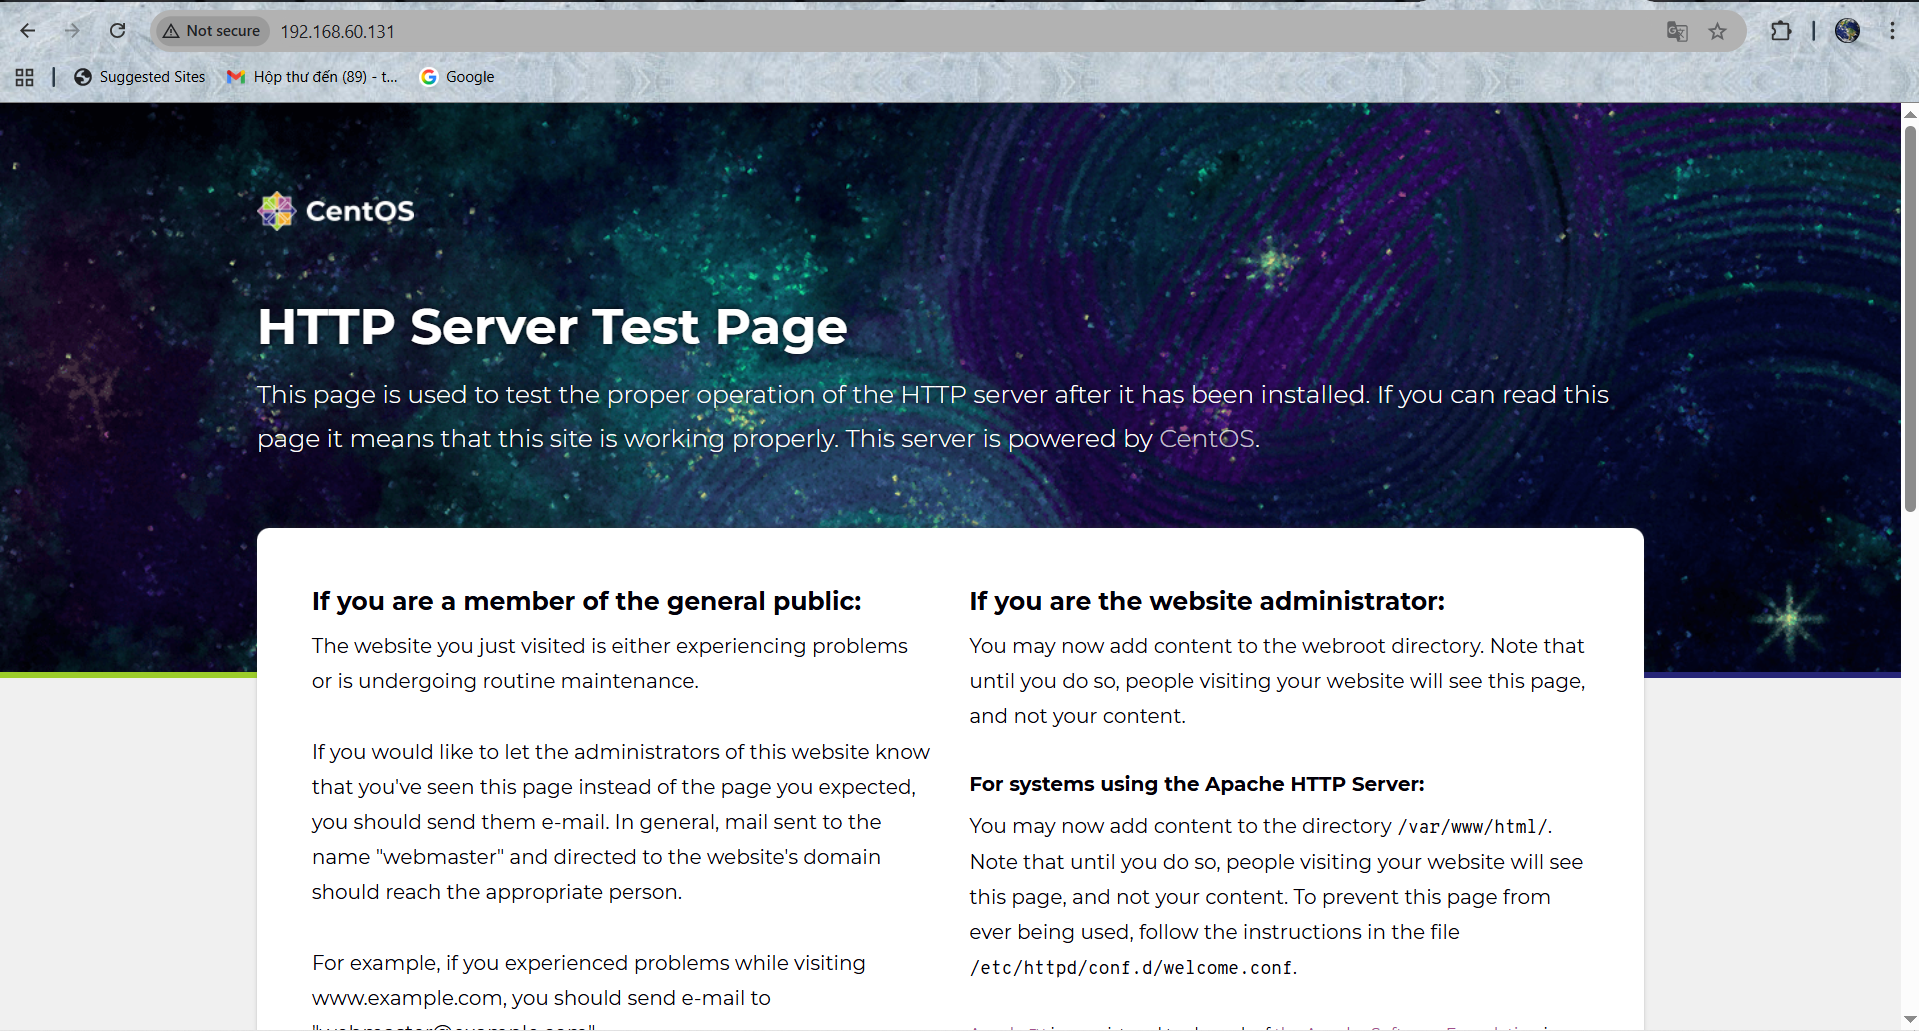 Not secure 192.168.60.131
Suggested Sites Hộp thư đến (89) - t... Google
CentOS
HTTP Server Test Page
This page is used to test the proper operation of the HTTP server after it has been installed. If you can read this
page it means that this site is working properly. This server is powered by CentOS.
If you are a member of the general public:
The website you just visited is either experiencing problems
or is undergoing routine maintenance.
If you would like to let the administrators of this website know
that you've seen this page instead of the page you expected,
you should send them e-mail. In general, mail sent to the
name "webmaster" and directed to the website's domain
should reach the appropriate person.
For example, if you experienced problems while visiting
www.example.com, you should send e-mail to
"webmaster@example.com".
If you are the website administrator:
You may now add content to the webroot directory. Note that
until you do so, people visiting your website will see this page,
and not your content.
For systems using the Apache HTTP Server:
You may now add content to the directory /var/www/html/.
Note that until you do so, people visiting your website will see
this page, and not your content. To prevent this page from
ever being used, follow the instructions in the file
/etc/httpd/conf.d/welcome.conf.